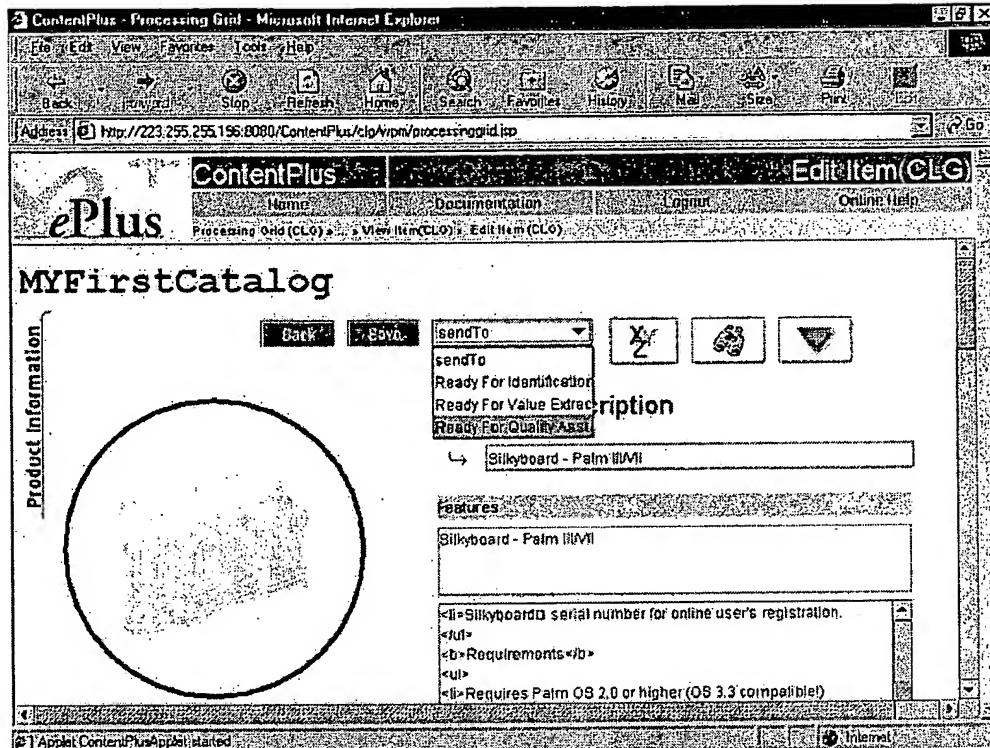 ContentPlus - Processing Grid - Microsoft Internet Explorer
File Edit View Favorites Tools Help
Back Forward Stop Refresh Home Search Favorites History Mail Size Print Edit
Address http://223.255.255.196:8080/ContentPlus/clg/vpm/processinggrid.jsp Go
ePlus
ContentPlus Edit Item(CLG)
Home Documentation Logout Online Help
Processing Grid (CLG) » ... » View Item(CLG) » Edit Item (CLG)
MYFirstCatalog
Product Information
Back Save sendTo
XYZ
sendTo
Ready For Identification
Ready For Value Extrac
Ready For Quality Assu
ription
Silkyboard - Palm III/VII
Features
Silkyboard - Palm III/VII
<li>Silkyboard□ serial number for online user's registration.
</ul>
<b>Requirements</b>
<ul>
<li>Requires Palm OS 2.0 or higher (OS 3.3 compatible!)
Applet ContentPlusApplet started
Internet